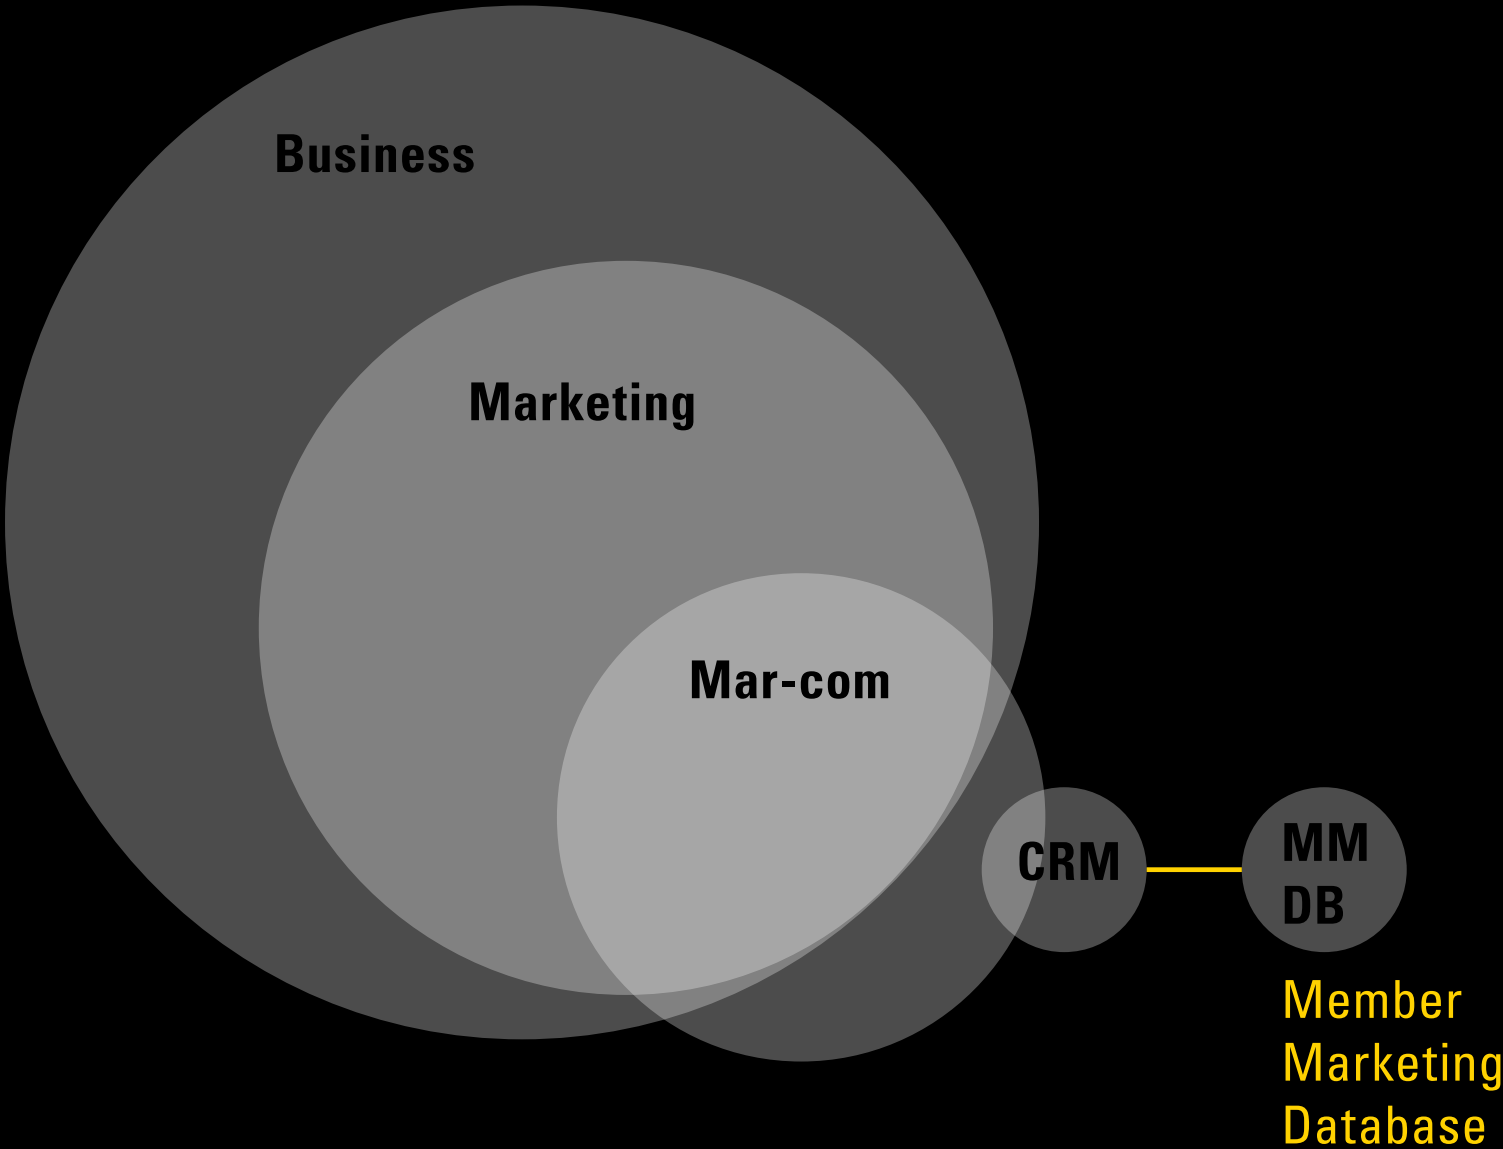 Business
Marketing
Mar-com
CRM
MM
DB
Member
Marketing
Database